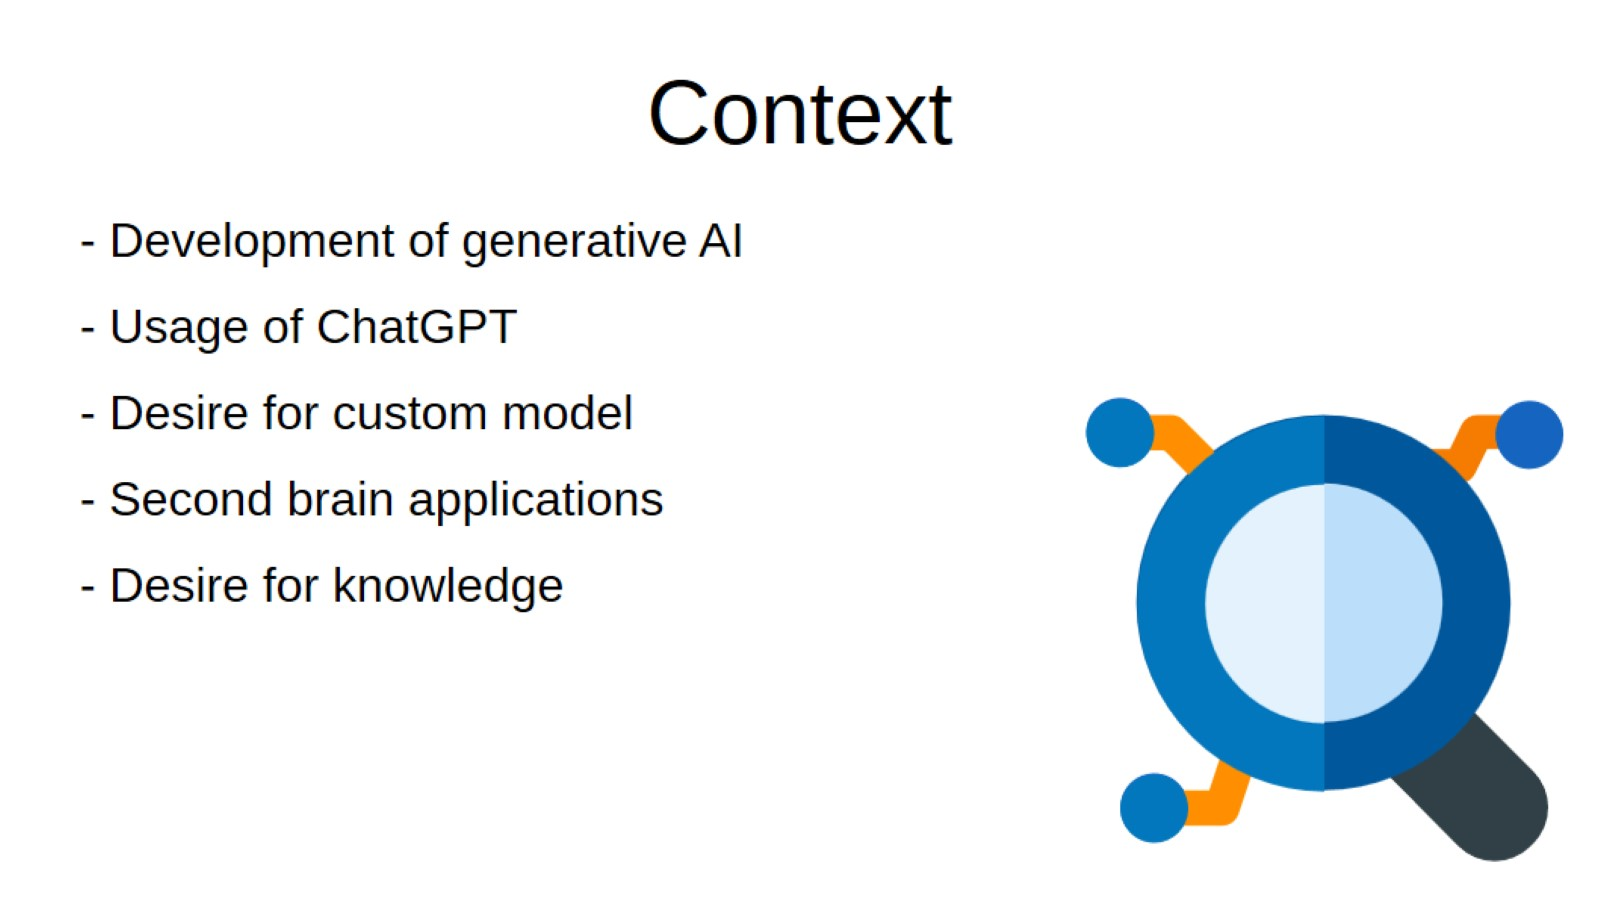 Context
- Development of generative AI
- Usage of ChatGPT
- Desire for custom model
- Second brain applications
- Desire for knowledge